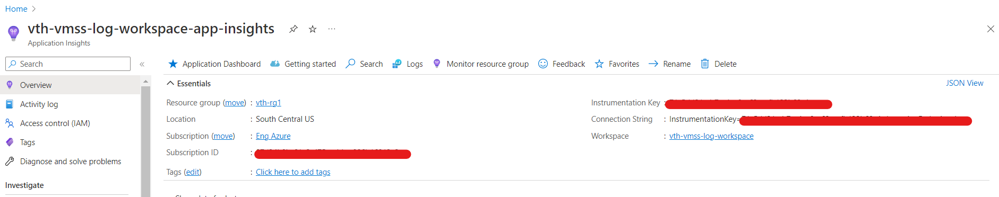 Home >
vth-vmss-log-workspace-app-insights
Application Insights
Search
«
Application Dashboard
Getting started
Search
Logs
Monitor resource group
Feedback
Favorites
Rename
Delete
Overview
Activity log
Access control (IAM)
Tags
Diagnose and solve problems
Investigate
Essentials
JSON View
Resource group (move) : vth-rg1
Location : South Central US
Subscription (move) : Eng Azure
Subscription ID :
Tags (edit) : Click here to add tags
Instrumentation Key :
Connection String : InstrumentationKey=
Workspace : vth-vmss-log-workspace